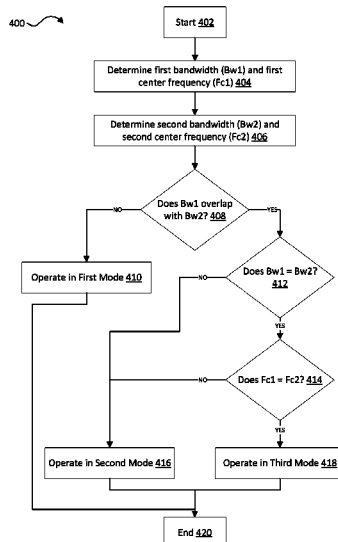 400
Start 402
Determine first bandwidth (Bw1) and first
center frequency (Fc1) 404
Determine second bandwidth (Bw2) and
second center frequency (Fc2) 406
Does Bw1 overlap
with Bw2? 408
NO
YES
Operate in First Mode 410
Does Bw1 = Bw2?
412
NO
YES
Does Fc1 = Fc2? 414
NO
YES
Operate in Second Mode 416
Operate in Third Mode 418
End 420